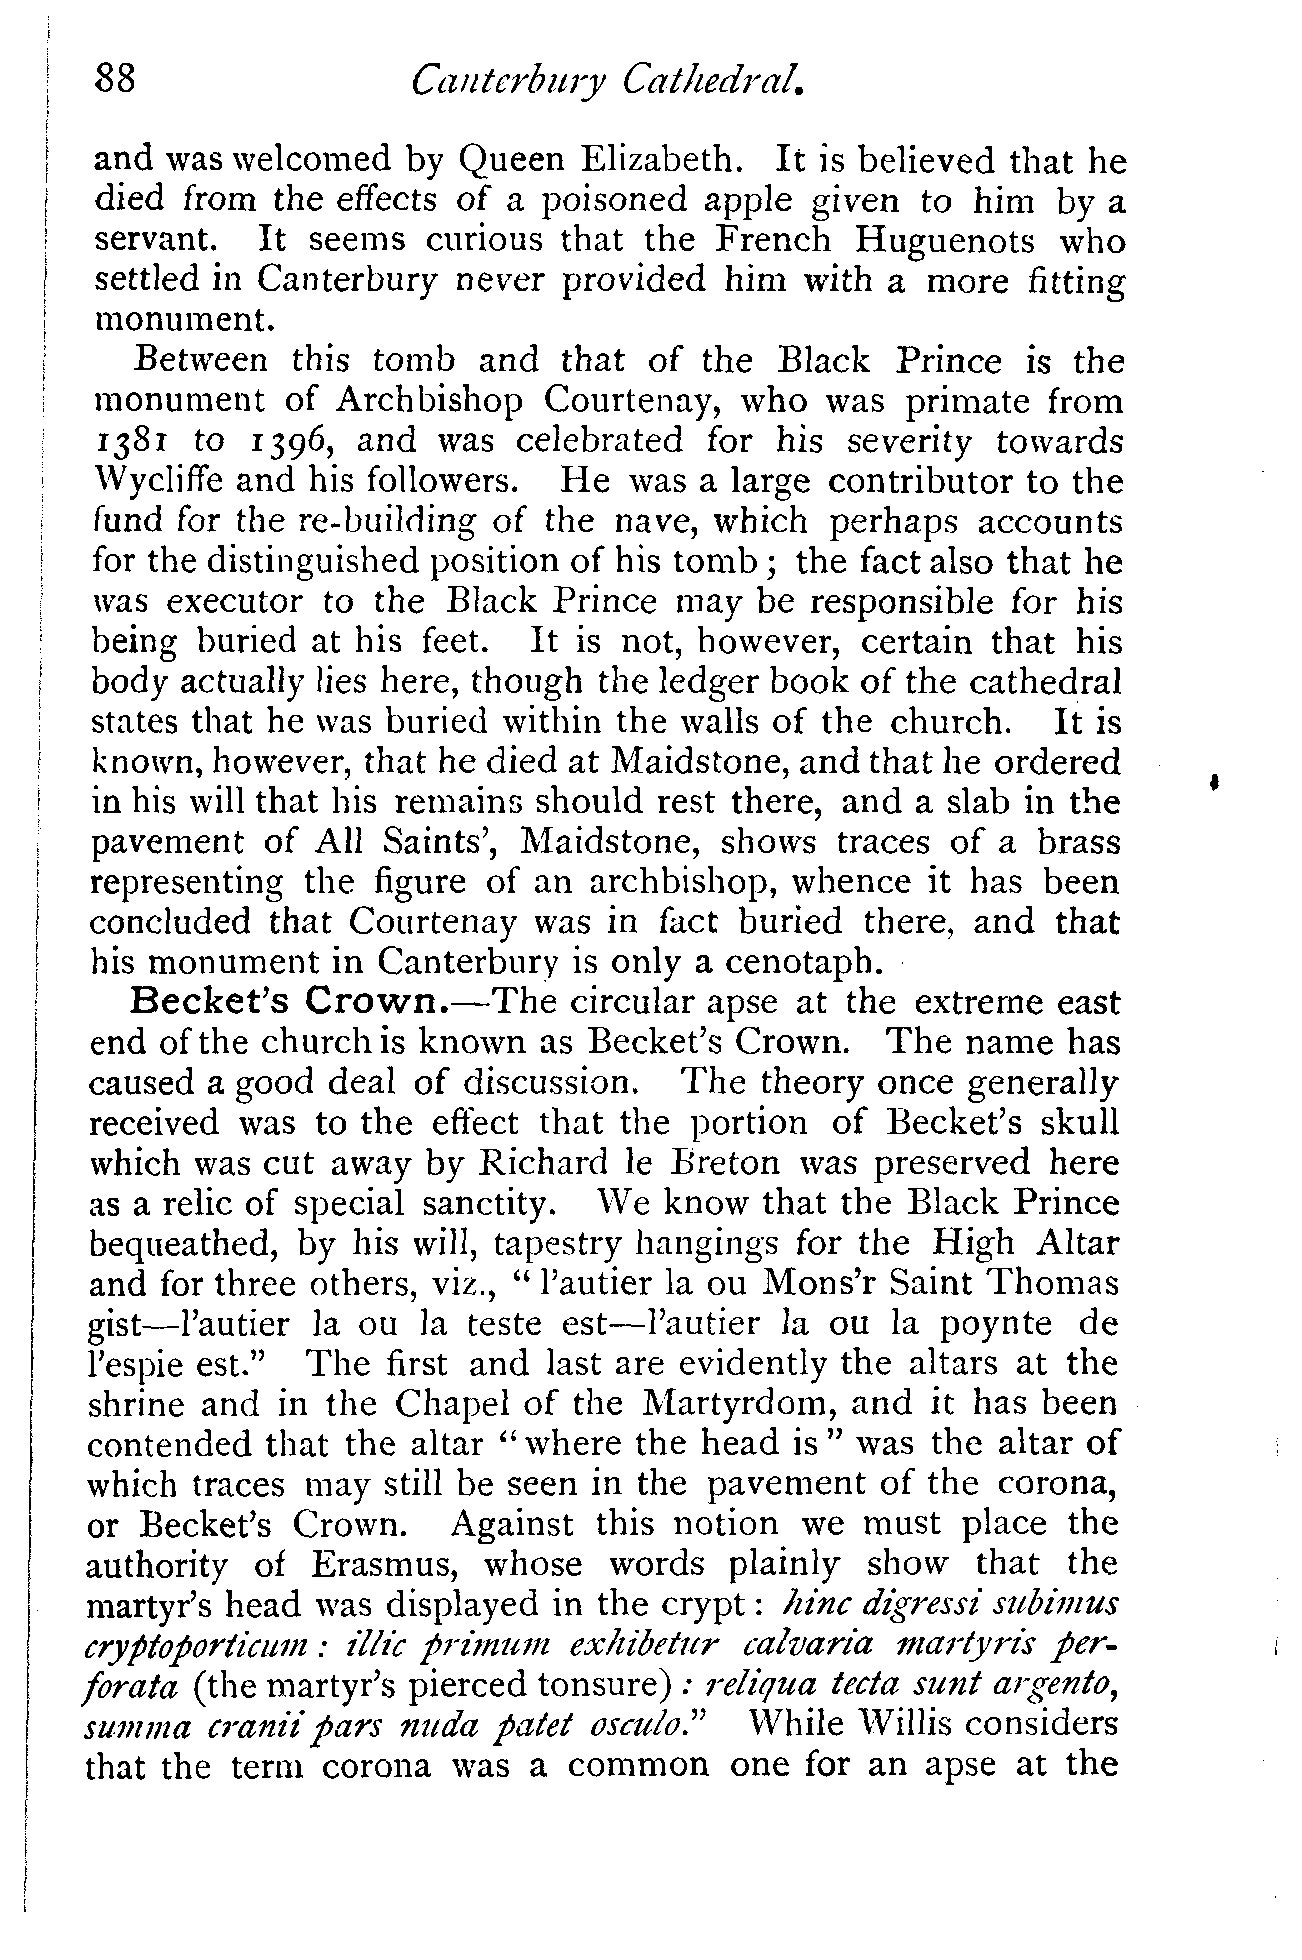 88 Canterbury Cathedral.
and was welcomed by Queen Elizabeth. It is believed that he
died from the effects of a poisoned apple given to him by a
servant. It seems curious that the French Huguenots who
settled in Canterbury never provided him with a more fitting
monument.
Between this tomb and that of the Black Prince is the
monument of Archbishop Courtenay, who was primate from
1381 to 1396, and was celebrated for his severity towards
Wycliffe and his followers. He was a large contributor to the
fund for the re-building of the nave, which perhaps accounts
for the distinguished position of his tomb; the fact also that he
was executor to the Black Prince may be responsible for his
being buried at his feet. It is not, however, certain that his
body actually lies here, though the ledger book of the cathedral
states that he was buried within the walls of the church. It is
known, however, that he died at Maidstone, and that he ordered
in his will that his remains should rest there, and a slab in the
pavement of All Saints', Maidstone, shows traces of a brass
representing the figure of an archbishop, whence it has been
concluded that Courtenay was in fact buried there, and that
his monument in Canterbury is only a cenotaph.
Becket's Crown.—The circular apse at the extreme east
end of the church is known as Becket's Crown. The name has
caused a good deal of discussion. The theory once generally
received was to the effect that the portion of Becket's skull
which was cut away by Richard le Breton was preserved here
as a relic of special sanctity. We know that the Black Prince
bequeathed, by his will, tapestry hangings for the High Altar
and for three others, viz., "l'autier la ou Mons'r Saint Thomas
gist—l'autier la ou la teste est—l'autier la ou la poynte de
l'espie est." The first and last are evidently the altars at the
shrine and in the Chapel of the Martyrdom, and it has been
contended that the altar "where the head is" was the altar of
which traces may still be seen in the pavement of the corona,
or Becket's Crown. Against this notion we must place the
authority of Erasmus, whose words plainly show that the
martyr's head was displayed in the crypt: hinc digressi subimus
cryptoporticum: illic primum exhibetur calvaria martyris per-
forata (the martyr's pierced tonsure): reliqua tecta sunt argento,
summa cranii pars nuda patet osculo." While Willis considers
that the term corona was a common one for an apse at the